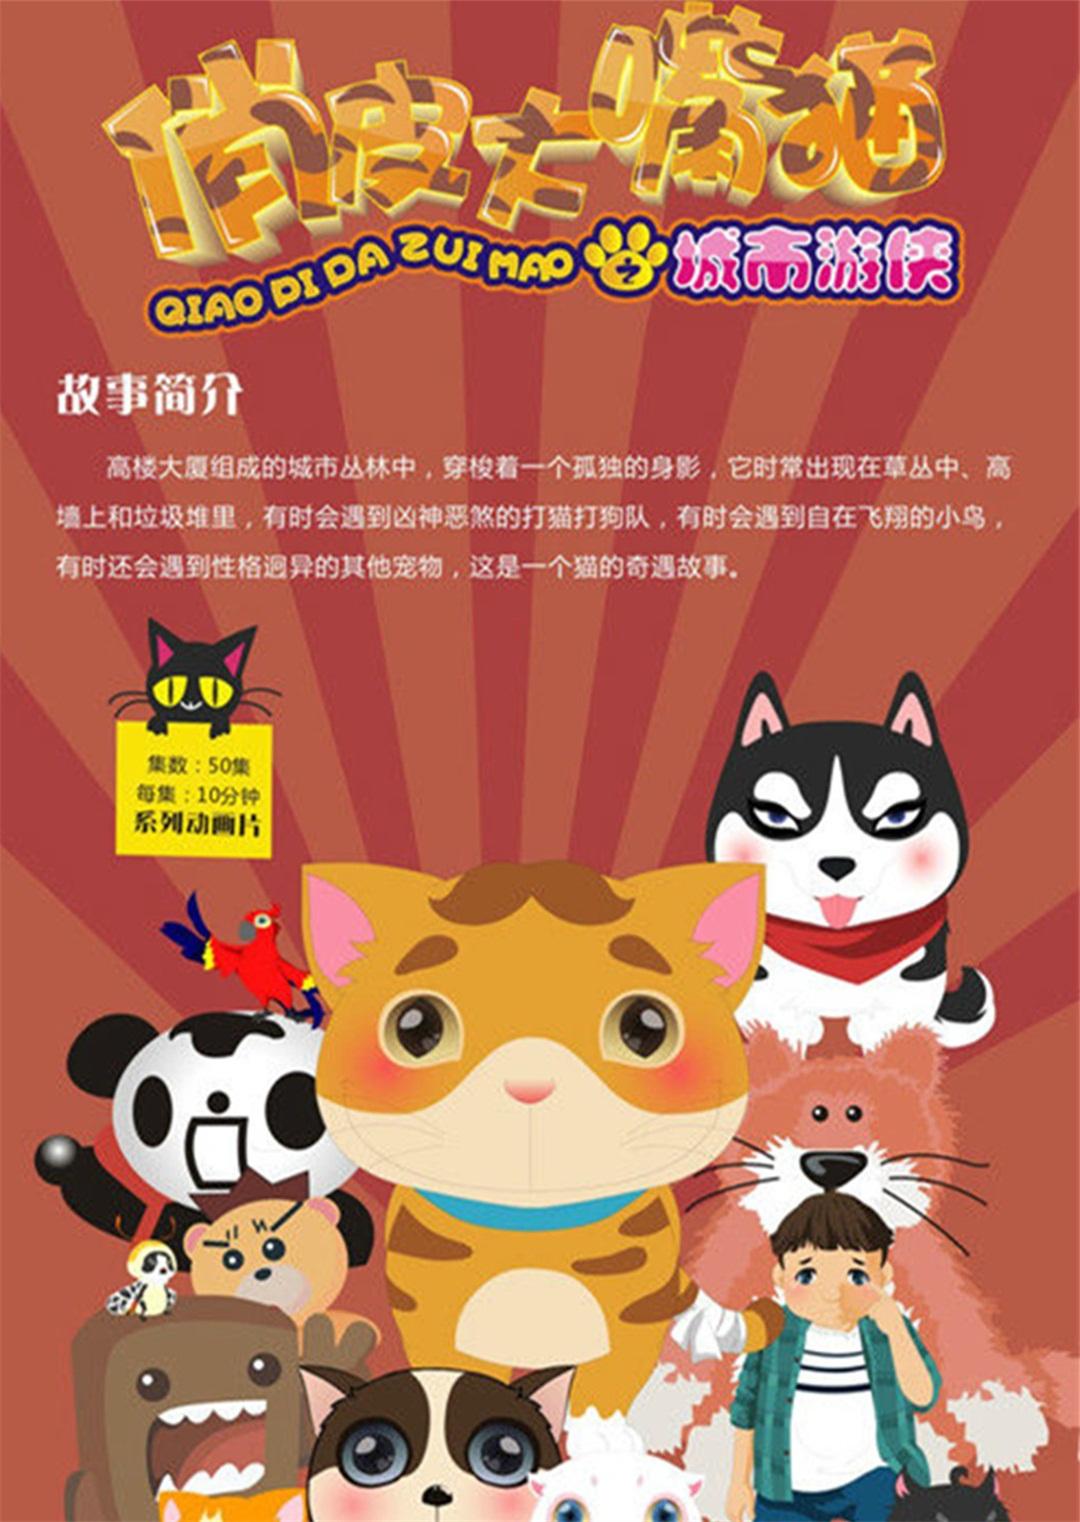 俏皮大嘴猫
QIAO DI DA ZUI MAO 之 城市游侠
故事简介
高楼大厦组成的城市丛林中，穿梭着一个孤独的身影，它时常出现在草丛中、高
墙上和垃圾堆里，有时会遇到凶神恶煞的打猫打狗队，有时会遇到自在飞翔的小鸟，
有时还会遇到性格迥异的其他宠物，这是一个猫的奇遇故事。
集数：50集
每集：10分钟
系列动画片